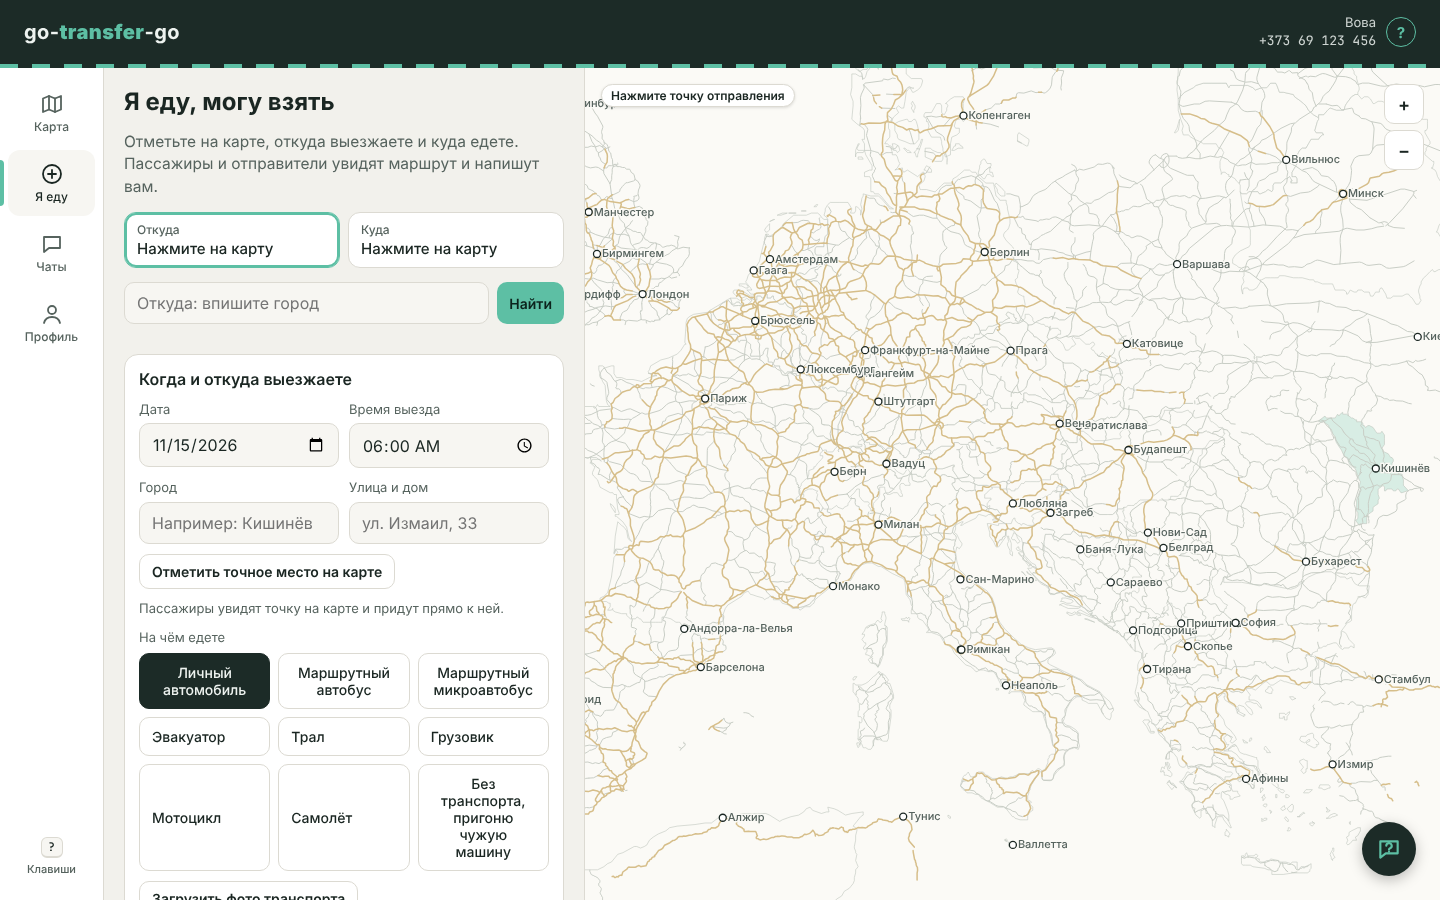 go-transfer-go
Вова
+373 69 123 456
?
Карта
Я еду
Чаты
Профиль
?
Клавиши
Я еду, могу взять
Отметьте на карте, откуда выезжаете и куда едете.
Пассажиры и отправители увидят маршрут и напишут
вам.
Откуда
Нажмите на карту
Куда
Нажмите на карту
Откуда: впишите город
Найти
Когда и откуда выезжаете
Дата
Время выезда
11/15/2026
06:00 AM
Город
Улица и дом
Например: Кишинёв
ул. Измаил, 33
Отметить точное место на карте
Пассажиры увидят точку на карте и придут прямо к ней.
На чём едете
Личный
автомобиль
Маршрутный
автобус
Маршрутный
микроавтобус
Эвакуатор
Трал
Грузовик
Мотоцикл
Самолёт
Без
транспорта,
пригоню
чужую
машину
Загрузить фото транспорта
Нажмите точку отправления
+
−
Копенгаген
Вильнюс
Минск
Манчестер
Бирмингем
Амстердам
Гаага
Берлин
Варшава
Лондон
Брюссель
Франкфурт-на-Майне
Прага
Катовице
Люксембург
Мангейм
Париж
Штутгарт
Вена
Будапешт
Кишинёв
Берн
Вадуц
Любляна
Загреб
Милан
Нови-Сад
Баня-Лука
Белград
Бухарест
Монако
Сан-Марино
Сараево
Андорра-ла-Велья
Подгорица
София
Скопье
Барселона
Тирана
Неаполь
Стамбул
Измир
Афины
Алжир
Тунис
Валлетта
?